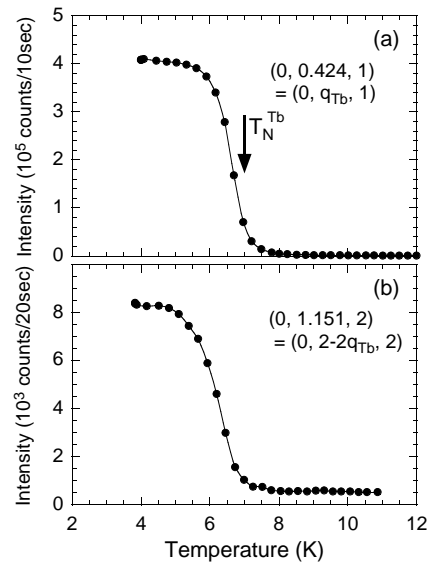 5
(a)
(0, 0.424, 1)
= (0, q_Tb, 1)
4
3
T_N^Tb
2
1
0
Intensity (10^5 counts/10sec)
(b)
8
(0, 1.151, 2)
= (0, 2-2q_Tb, 2)
6
4
2
0
Intensity (10^3 counts/20sec)
2 4 6 8 10 12
Temperature (K)